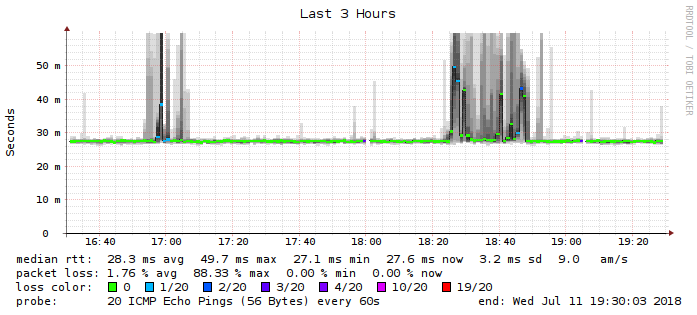 Last 3 Hours
RRDTOOL / TOBI OETIKER
Seconds
50 m
40 m
30 m
20 m
10 m
0
16:40 17:00 17:20 17:40 18:00 18:20 18:40 19:00 19:20
median rtt: 28.3 ms avg 49.7 ms max 27.1 ms min 27.6 ms now 3.2 ms sd 9.0 am/s
packet loss: 1.76 % avg 88.33 % max 0.00 % min 0.00 % now
loss color: 0 1/20 2/20 3/20 4/20 10/20 19/20
probe: 20 ICMP Echo Pings (56 Bytes) every 60s end: Wed Jul 11 19:30:03 2018